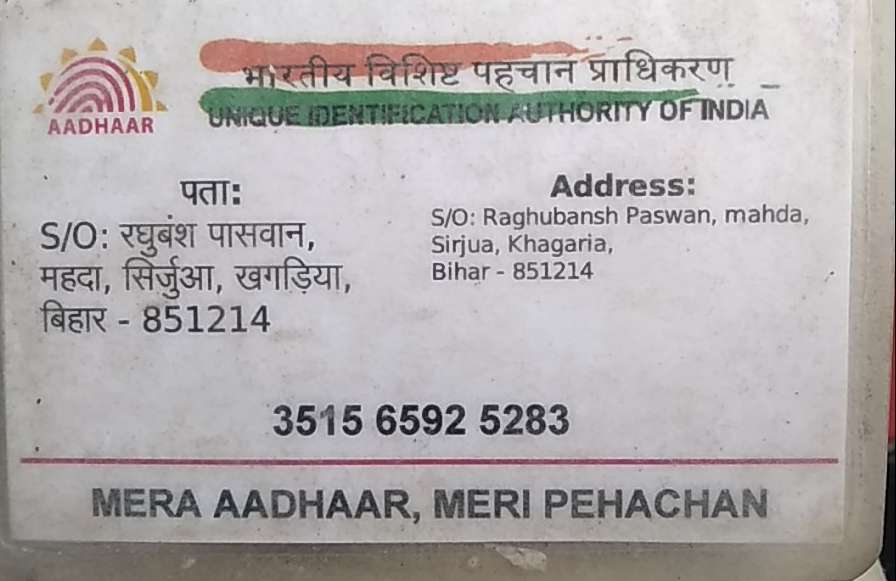 भारतीय विशिष्ट पहचान प्राधिकरण
AADHAAR
UNIQUE IDENTIFICATION AUTHORITY OF INDIA
पता:
S/O: रघुबंश पासवान,
महदा, सिर्जुआ, खगड़िया,
बिहार - 851214
Address:
S/O: Raghubansh Paswan, mahda,
Sirjua, Khagaria,
Bihar - 851214
3515 6592 5283
MERA AADHAAR, MERI PEHACHAN